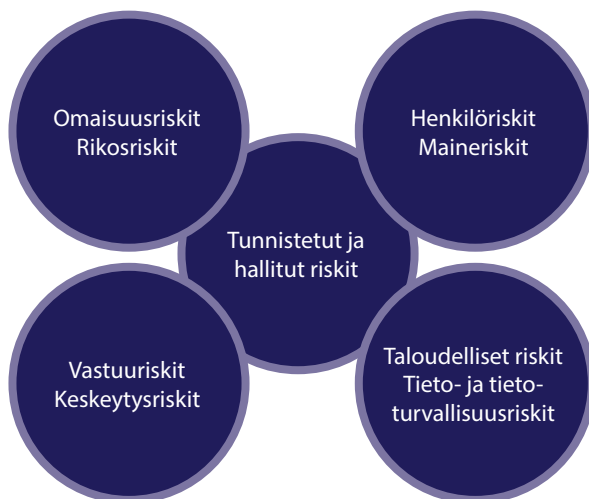 Omaisuusriskit
Rikosriskit
Henkilöriskit
Maineriskit
Tunnistetut ja
hallitut riskit
Vastuuriskit
Keskeytysriskit
Taloudelliset riskit
Tieto- ja tieto-
turvallisuusriskit